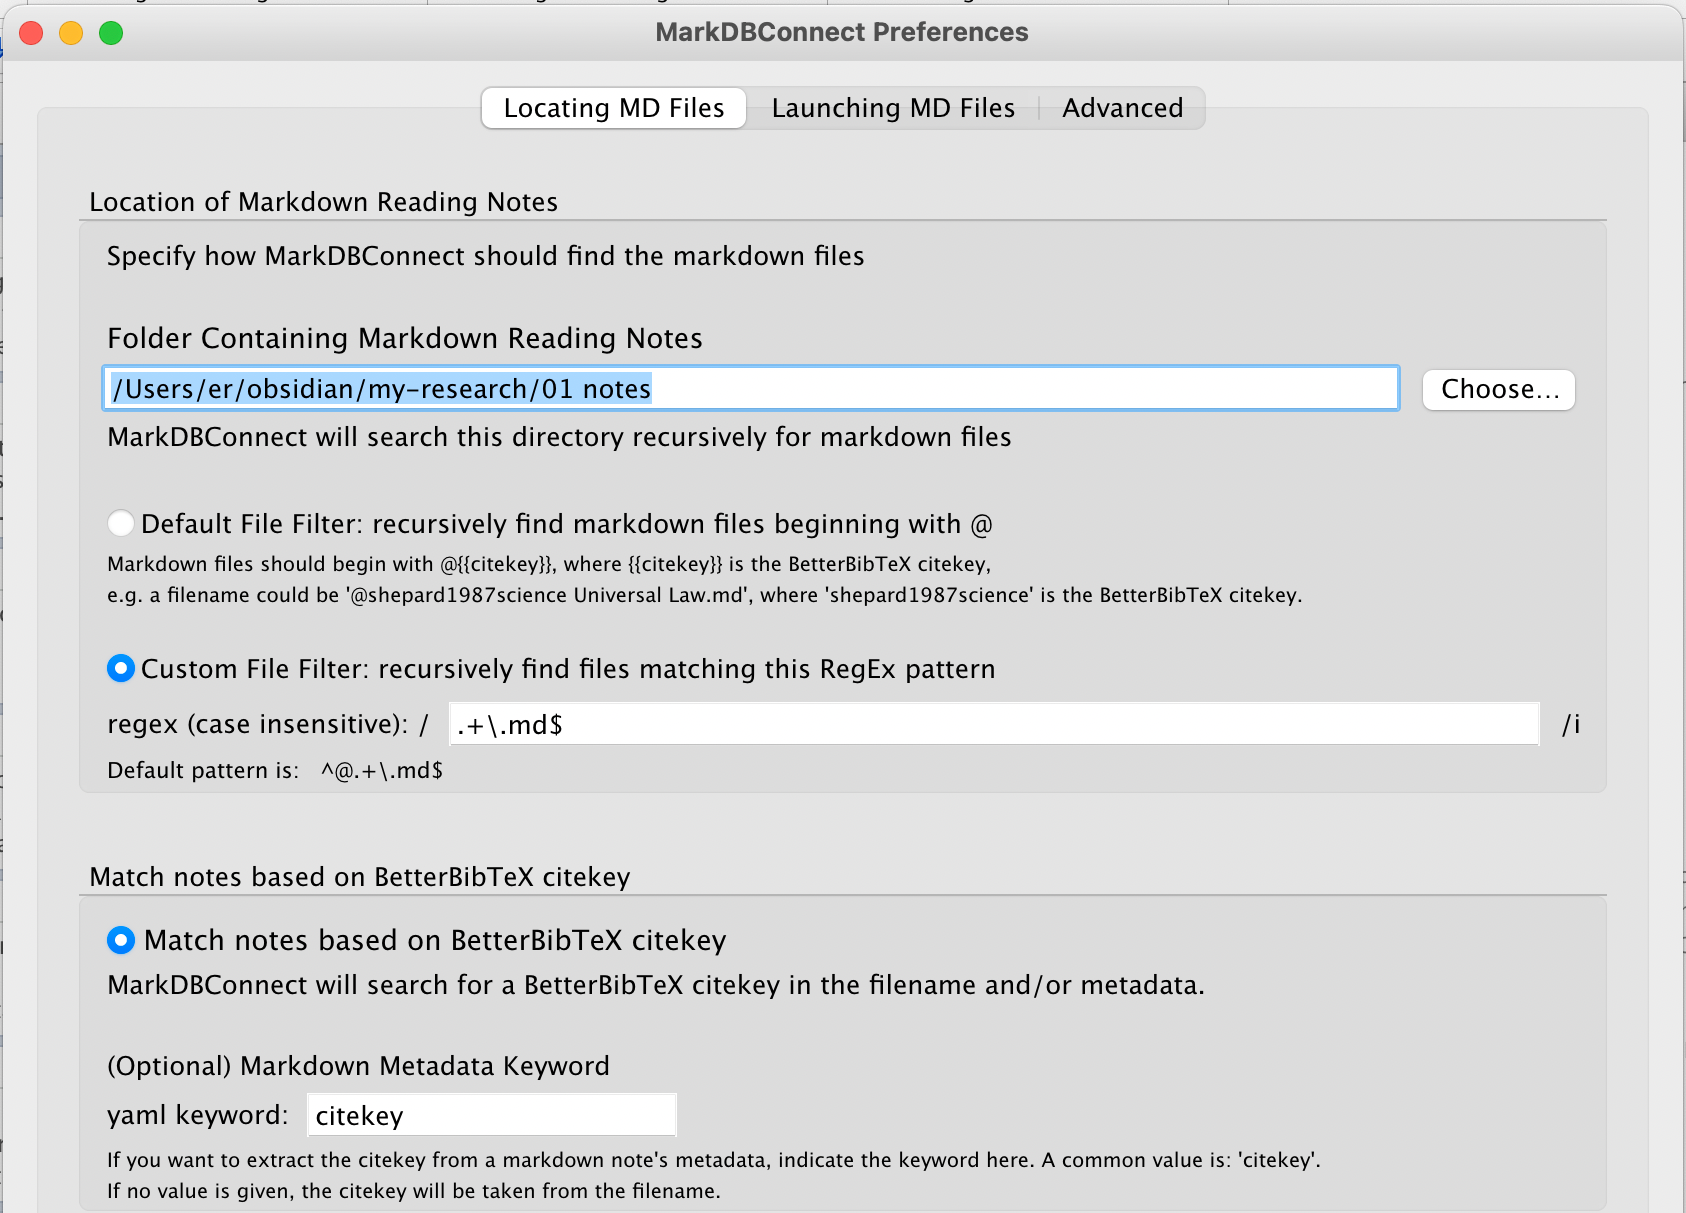 MarkDBConnect Preferences
Locating MD Files
Launching MD Files
Advanced
Location of Markdown Reading Notes
Specify how MarkDBConnect should find the markdown files
Folder Containing Markdown Reading Notes
/Users/er/obsidian/my-research/01 notes
Choose...
MarkDBConnect will search this directory recursively for markdown files
Default File Filter: recursively find markdown files beginning with @
Markdown files should begin with @{{citekey}}, where {{citekey}} is the BetterBibTeX citekey,
e.g. a filename could be '@shepard1987science Universal Law.md', where 'shepard1987science' is the BetterBibTeX citekey.
Custom File Filter: recursively find files matching this RegEx pattern
regex (case insensitive): / .+\.md$ /i
Default pattern is: ^@.+\.md$
Match notes based on BetterBibTeX citekey
Match notes based on BetterBibTeX citekey
MarkDBConnect will search for a BetterBibTeX citekey in the filename and/or metadata.
(Optional) Markdown Metadata Keyword
yaml keyword: citekey
If you want to extract the citekey from a markdown note's metadata, indicate the keyword here. A common value is: 'citekey'.
If no value is given, the citekey will be taken from the filename.